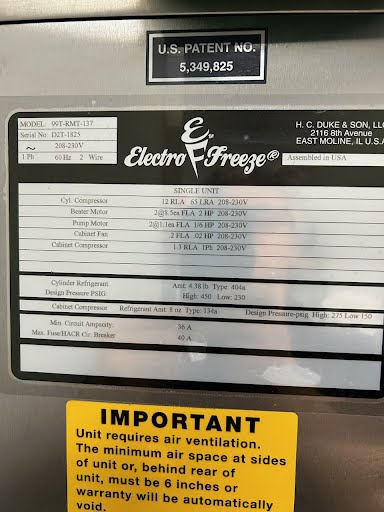 U.S. PATENT NO.
5,349,825
MODEL: 99T-RMT-137
Serial No: D2T-1825
~ 208-230V
1 Ph 60 Hz 2 Wire
Electro Freeze®
H. C. DUKE & SON, LLC
2116 8th Avenue
EAST MOLINE, IL U.S.A
Assembled in USA
SINGLE UNIT
Cyl. Compressor 12 RLA 65 LRA 208-230V
Beater Motor 2@8.5ea FLA 2 HP 208-230V
Pump Motor 2@1.1ea FLA 1/6 HP 208-230V
Cabinet Fan .2 FLA .02 HP 208-230V
Cabinet Compressor 1.3 RLA 1Ph 208-230V
Cylinder Refrigerant Amt: 4.38 lb Type: 404a
Design Pressure PSIG High: 450 Low: 230
Cabinet Compressor Refrigerant Amt: 8 oz Type: 134a Design Pressure-psig High: 275 Low 150
Min. Circuit Ampacity: 36 A
Max. Fuse/HACR Cir. Breaker 40 A
IMPORTANT
Unit requires air ventilation.
The minimum air space at sides
of unit or, behind rear of
unit, must be 6 inches or
warranty will be automatically
void.